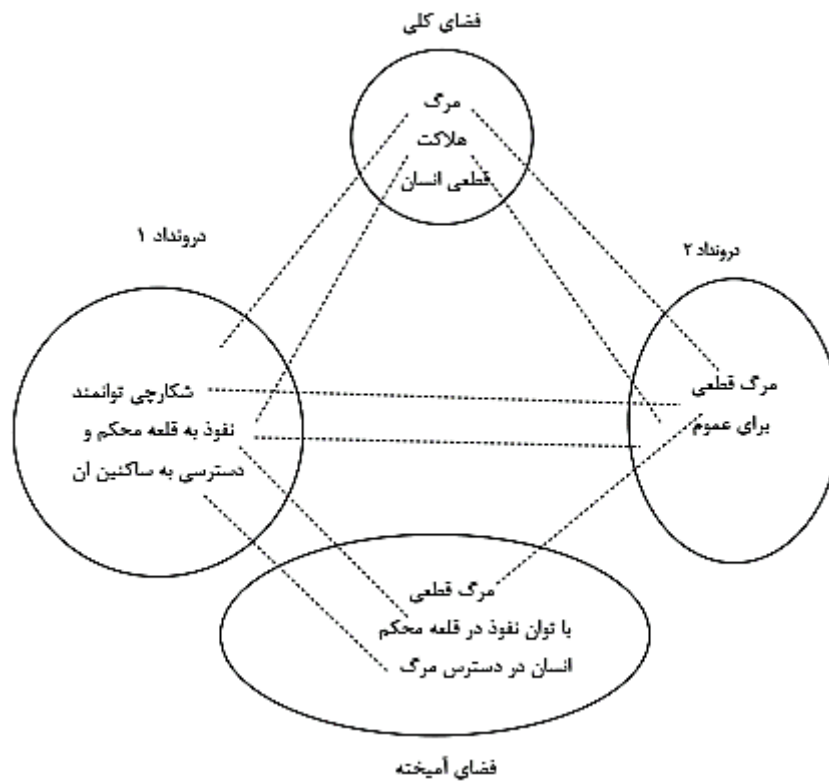 فضای کلی
مرگ
هلاکت
قطعی انسان
درونداد ۱
درونداد ۲
شکارچی توانمند
نفوذ به قلعه محکم و
دسترسی به ساکنین ان
مرگ قطعی
برای عموم
مرگ قطعی
با توان نفوذ در قلعه محکم
انسان در دسترس مرگ
فضای آمیخته